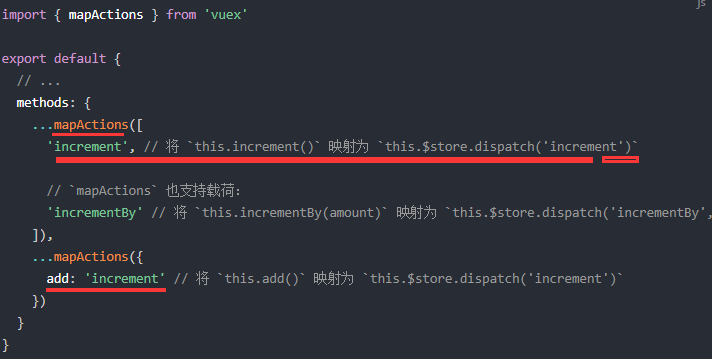 js
import { mapActions } from 'vuex'
export default {
// ...
methods: {
...mapActions([
'increment', // 将 `this.increment()` 映射为 `this.$store.dispatch('increment')`
// `mapActions` 也支持载荷：
'incrementBy' // 将 `this.incrementBy(amount)` 映射为 `this.$store.dispatch('incrementBy',
]),
...mapActions({
add: 'increment' // 将 `this.add()` 映射为 `this.$store.dispatch('increment')`
})
}
}